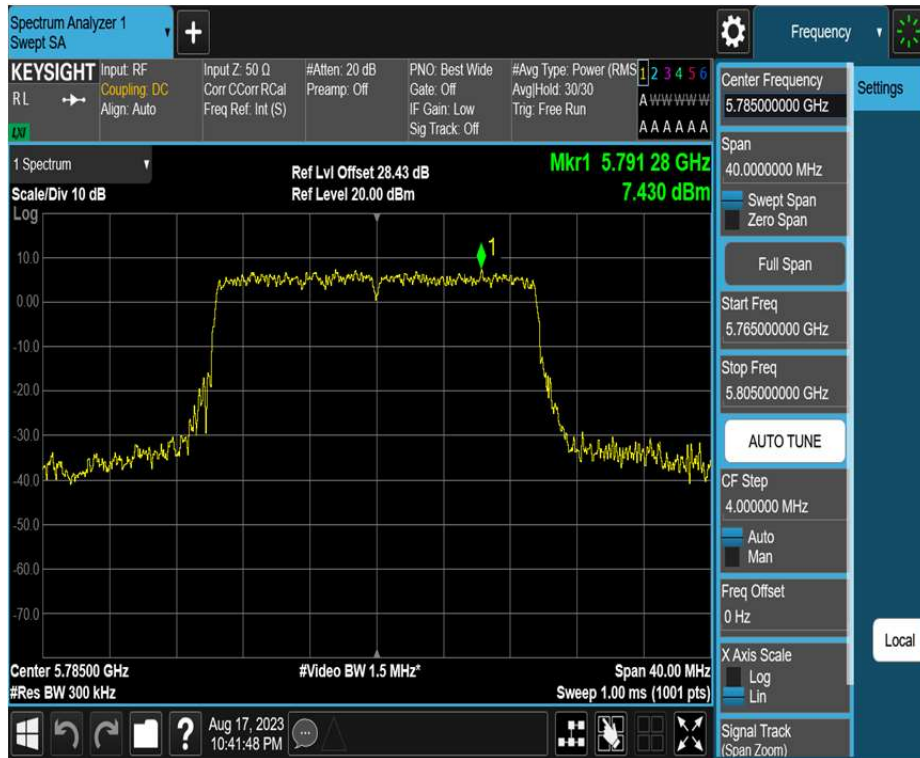 Spectrum Analyzer 1
Swept SA
+
Frequency
KEYSIGHT
R L
LXI
Input: RF
Coupling: DC
Align: Auto
Input Z: 50 Ω
Corr CCorr RCal
Freq Ref: Int (S)
#Atten: 20 dB
Preamp: Off
PNO: Best Wide
Gate: Off
IF Gain: Low
Sig Track: Off
#Avg Type: Power (RMS
Avg|Hold: 30/30
Trig: Free Run
1 2 3 4 5 6
A W W W W W
A A A A A A
1 Spectrum
Scale/Div 10 dB
Log
Ref Lvl Offset 28.43 dB
Ref Level 20.00 dBm
Mkr1 5.791 28 GHz
7.430 dBm
1
10.0
0.00
-10.0
-20.0
-30.0
-40.0
-50.0
-60.0
-70.0
Center 5.78500 GHz
#Res BW 300 kHz
#Video BW 1.5 MHz*
Span 40.00 MHz
Sweep 1.00 ms (1001 pts)
?
Aug 17, 2023
10:41:48 PM
Center Frequency
5.785000000 GHz
Span
40.0000000 MHz
Swept Span
Zero Span
Full Span
Start Freq
5.765000000 GHz
Stop Freq
5.805000000 GHz
AUTO TUNE
CF Step
4.000000 MHz
Auto
Man
Freq Offset
0 Hz
X Axis Scale
Log
Lin
Signal Track
(Span Zoom)
Settings
Local